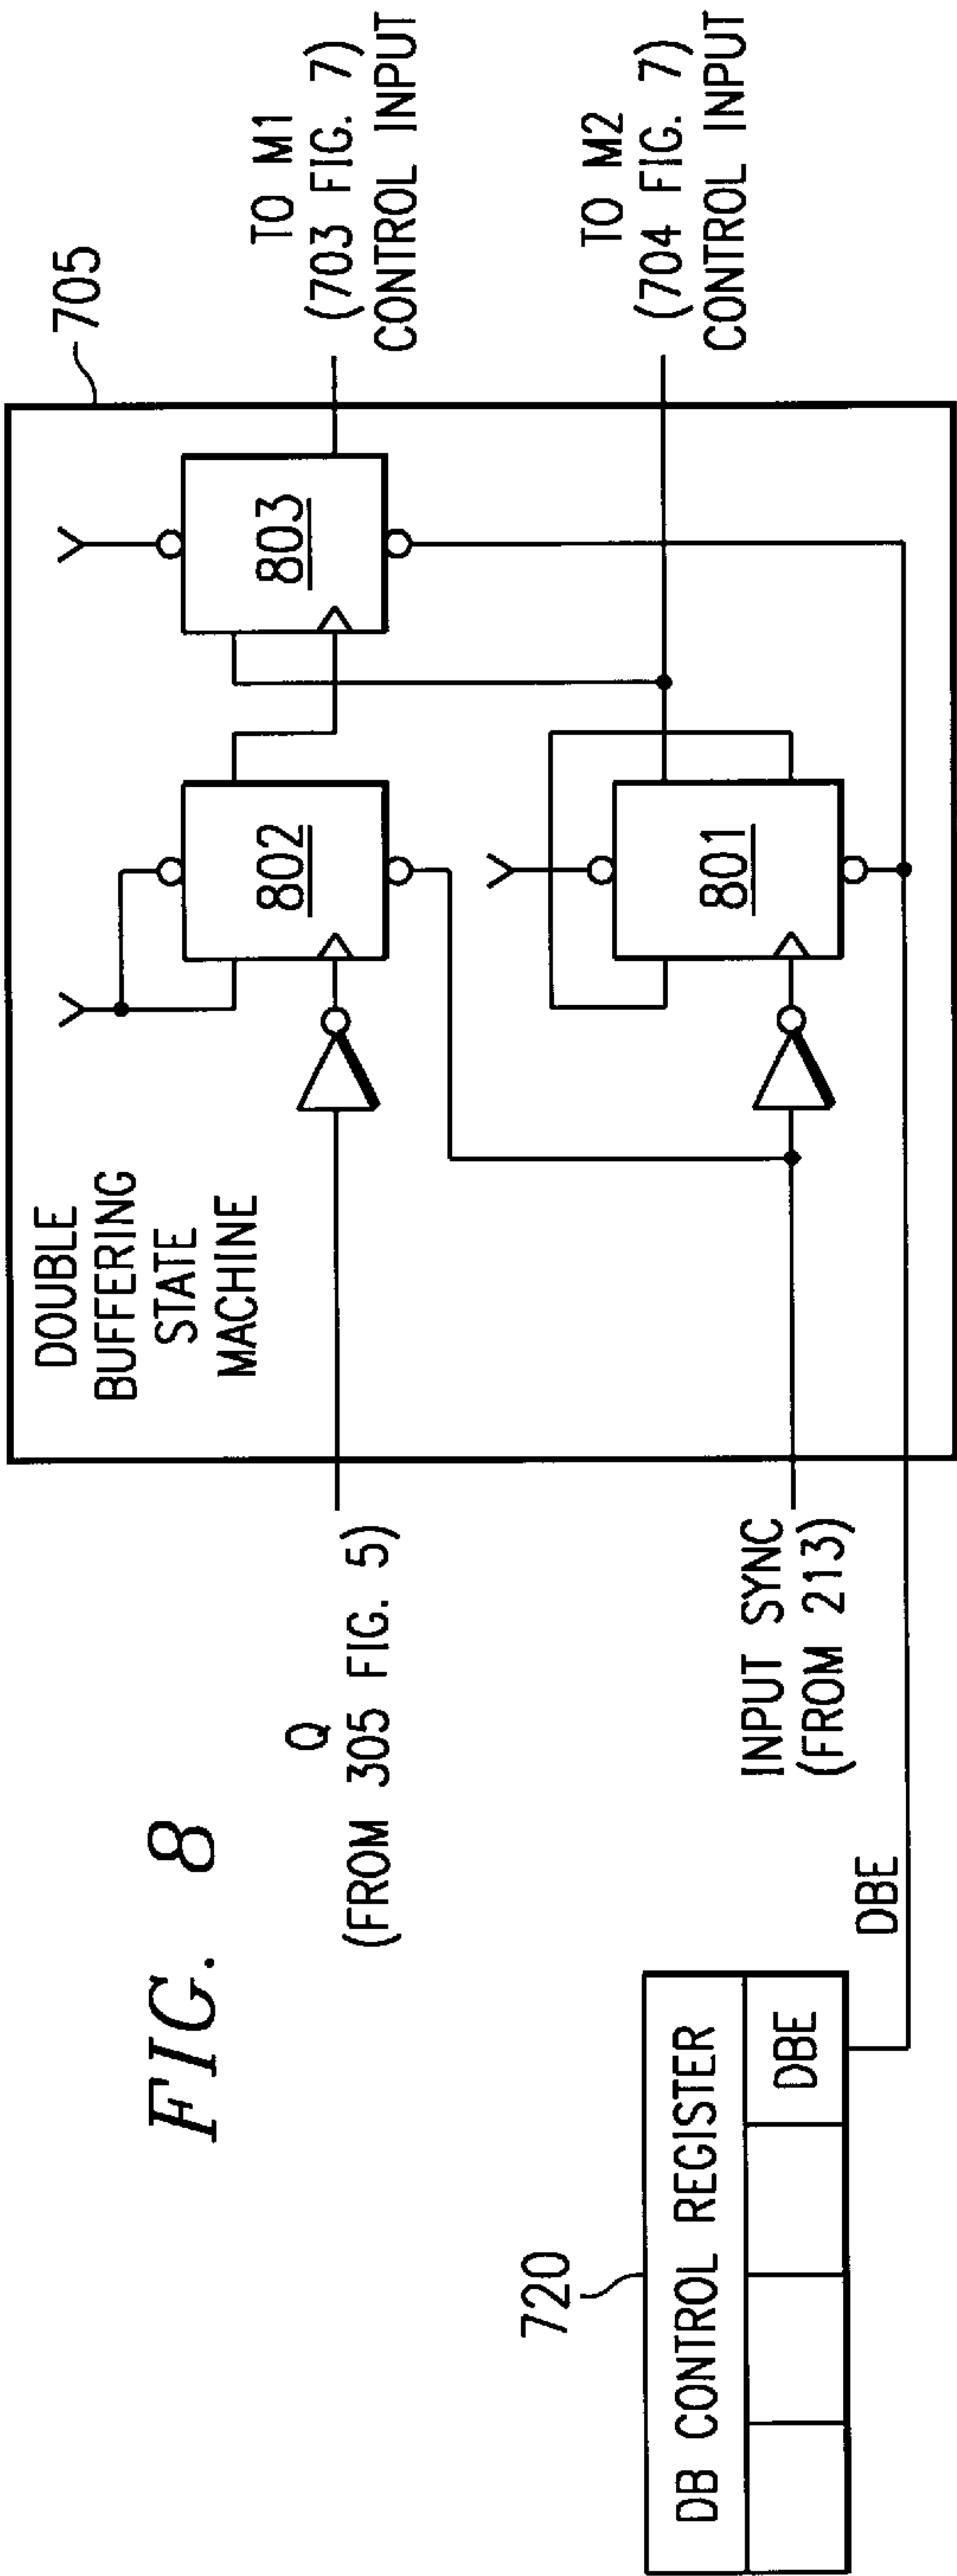 FIG. 8
705
DOUBLE
BUFFERING
STATE
MACHINE
802
803
801
TO M1
(703 FIG. 7)
CONTROL INPUT
TO M2
(704 FIG. 7)
CONTROL INPUT
Q
(FROM 305 FIG. 5)
INPUT SYNC
(FROM 213)
DBE
720
DB CONTROL REGISTER
DBE